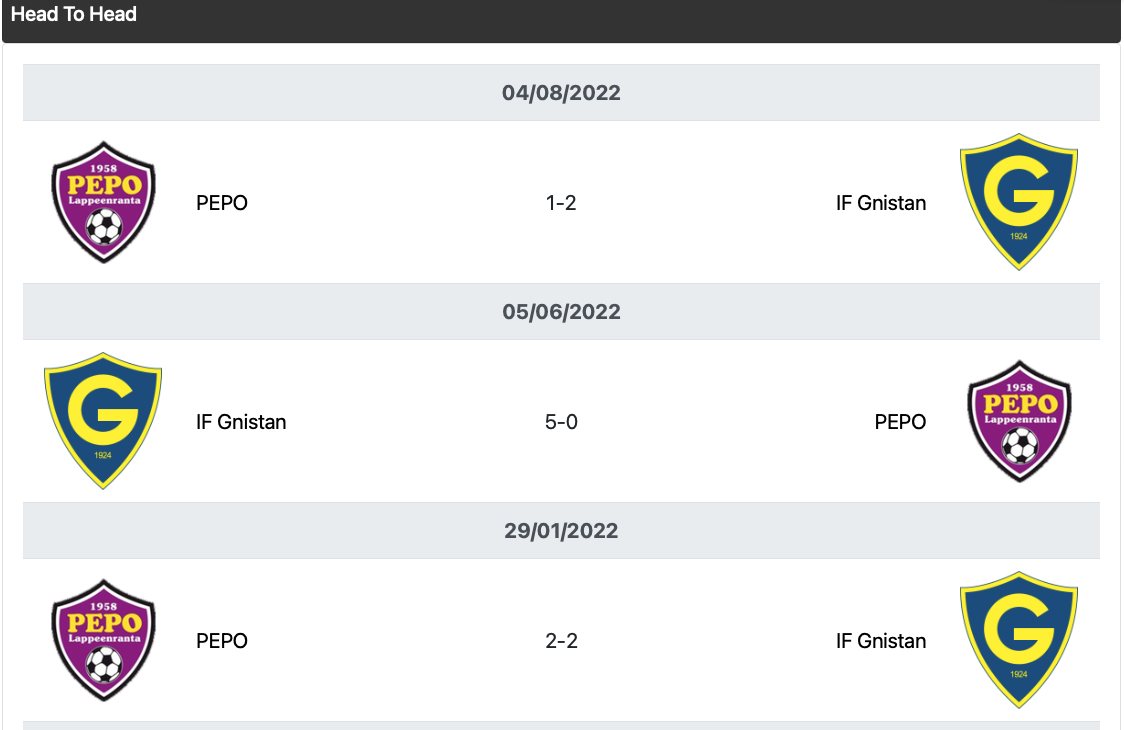 Head To Head
04/08/2022
1958
PEPO
Lappeenranta
PEPO
1-2
IF Gnistan
G
1924
05/06/2022
G
1924
IF Gnistan
5-0
PEPO
1958
PEPO
Lappeenranta
29/01/2022
1958
PEPO
Lappeenranta
PEPO
2-2
IF Gnistan
G
1924